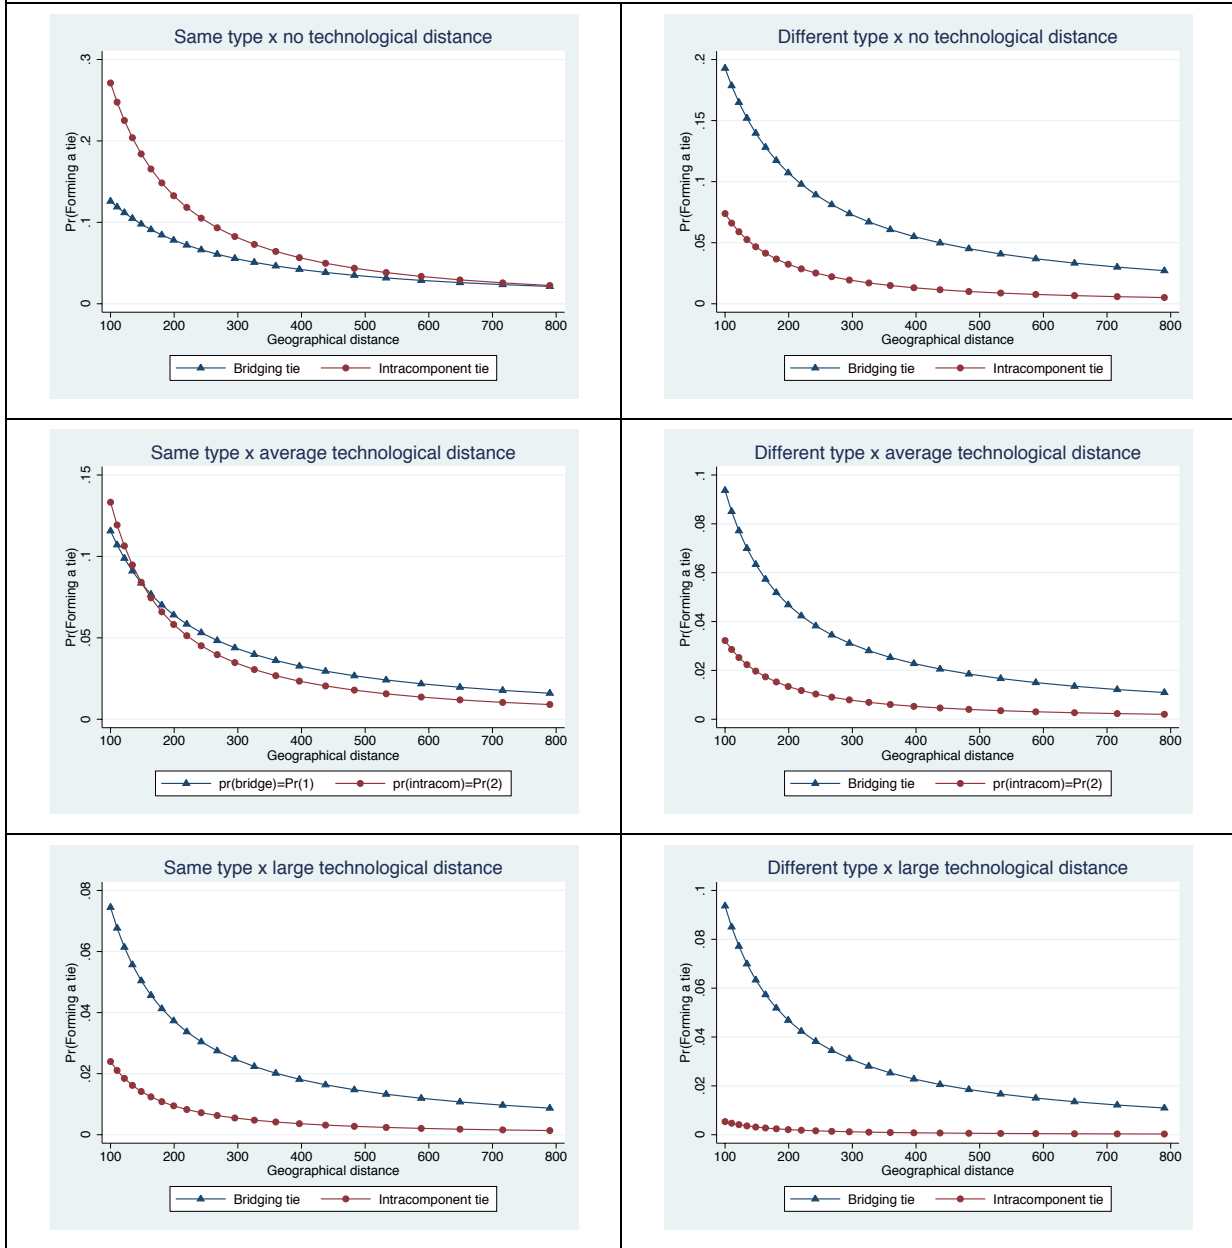 Same type x no technological distance
Pr(Forming a tie)
.3
.2
.1
0
100 200 300 400 500 600 700 800
Geographical distance
Bridging tie Intracomponent tie
Different type x no technological distance
Pr(Forming a tie)
.2
.15
.1
.05
0
100 200 300 400 500 600 700 800
Geographical distance
Bridging tie Intracomponent tie
Same type x average technological distance
Pr(Forming a tie)
.15
.1
.05
0
100 200 300 400 500 600 700 800
Geographical distance
pr(bridge)=Pr(1) pr(intracom)=Pr(2)
Different type x average technological distance
Pr(Forming a tie)
.1
.08
.06
.04
.02
0
100 200 300 400 500 600 700 800
Geographical distance
Bridging tie pr(intracom)=Pr(2)
Same type x large technological distance
Pr(Forming a tie)
.08
.06
.04
.02
0
100 200 300 400 500 600 700 800
Geographical distance
Bridging tie Intracomponent tie
Different type x large technological distance
Pr(Forming a tie)
.1
.08
.06
.04
.02
0
100 200 300 400 500 600 700 800
Geographical distance
Bridging tie Intracomponent tie